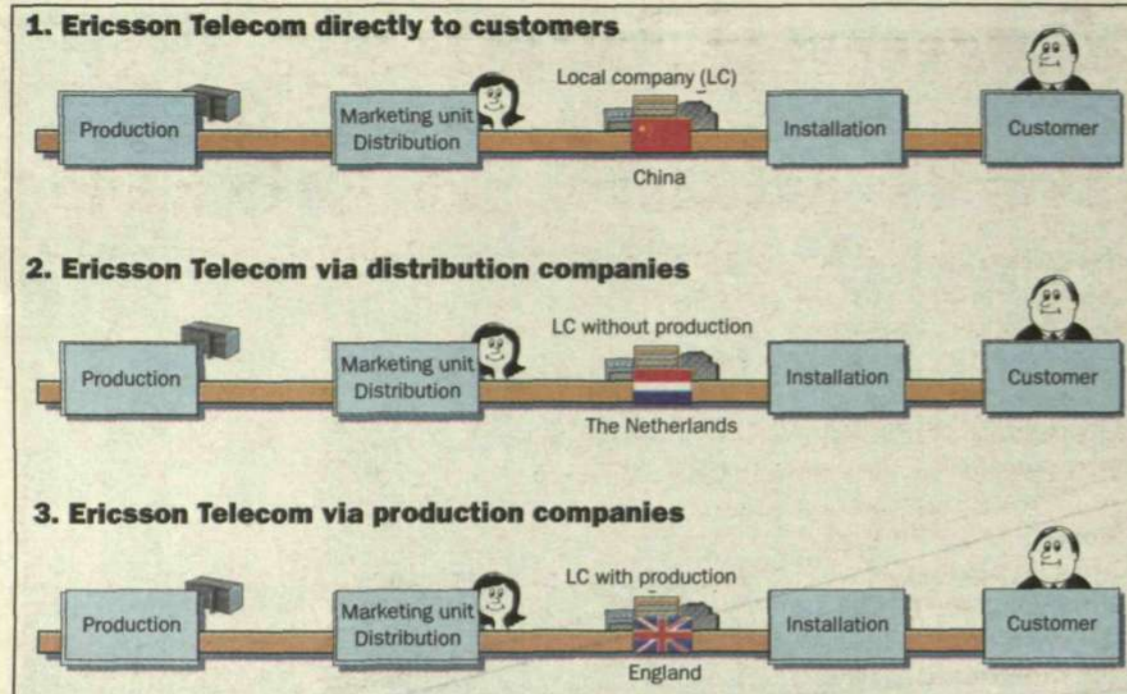 1. Ericsson Telecom directly to customers
Local company (LC)
Production
Marketing unit
Distribution
Installation
Customer
China
2. Ericsson Telecom via distribution companies
LC without production
Production
Marketing unit
Distribution
Installation
Customer
The Netherlands
3. Ericsson Telecom via production companies
LC with production
Production
Marketing unit
Distribution
Installation
Customer
England